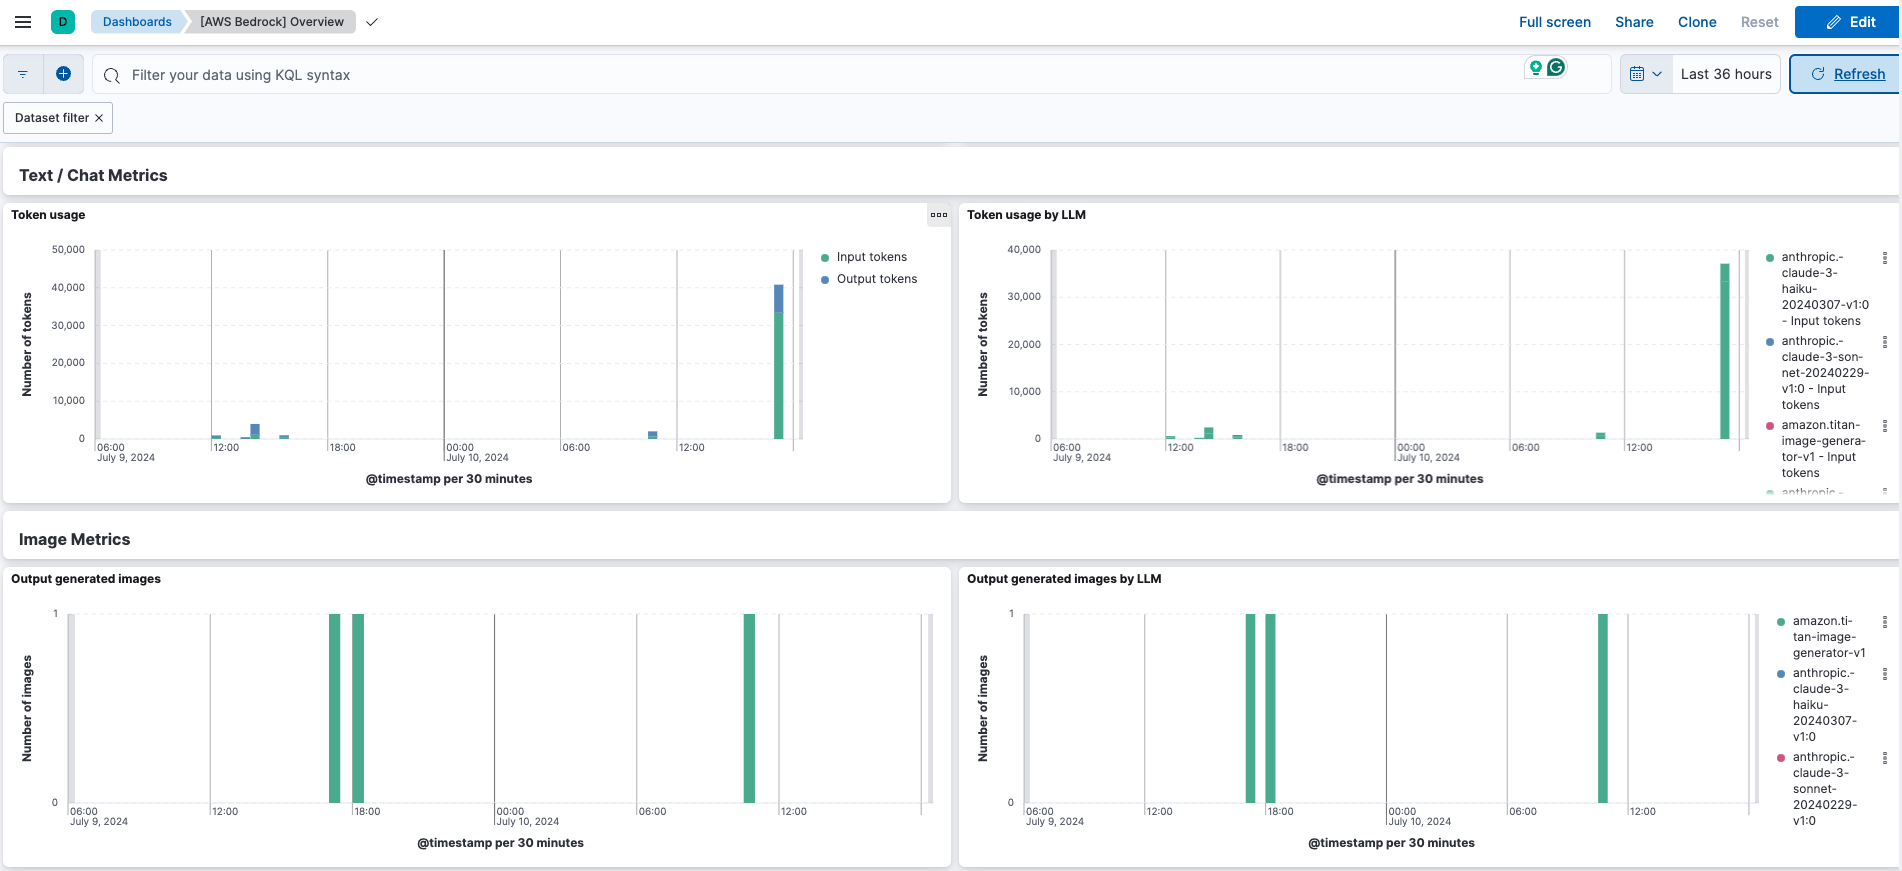 D
Dashboards
[AWS Bedrock] Overview
Full screen
Share
Clone
Reset
Edit
Filter your data using KQL syntax
Last 36 hours
Refresh
Dataset filter
Text / Chat Metrics
Token usage
Number of tokens
50,000
40,000
30,000
20,000
10,000
0
06:00
July 9, 2024
12:00
18:00
00:00
July 10, 2024
06:00
12:00
@timestamp per 30 minutes
Input tokens
Output tokens
Token usage by LLM
Number of tokens
40,000
30,000
20,000
10,000
0
06:00
July 9, 2024
12:00
18:00
00:00
July 10, 2024
06:00
12:00
@timestamp per 30 minutes
anthropic.-
claude-3-
haiku-
20240307-v1:0
- Input tokens
anthropic.-
claude-3-son-
net-20240229-
v1:0 - Input
tokens
amazon.titan-
image-genera-
tor-v1 - Input
tokens
anthropic.-
Image Metrics
Output generated images
Number of images
1
0
06:00
July 9, 2024
12:00
18:00
00:00
July 10, 2024
06:00
12:00
@timestamp per 30 minutes
Output generated images by LLM
Number of images
1
0
06:00
July 9, 2024
12:00
18:00
00:00
July 10, 2024
06:00
12:00
@timestamp per 30 minutes
amazon.ti-
tan-image-
generator-v1
anthropic.-
claude-3-
haiku-
20240307-
v1:0
anthropic.-
claude-3-
sonnet-
20240229-
v1:0